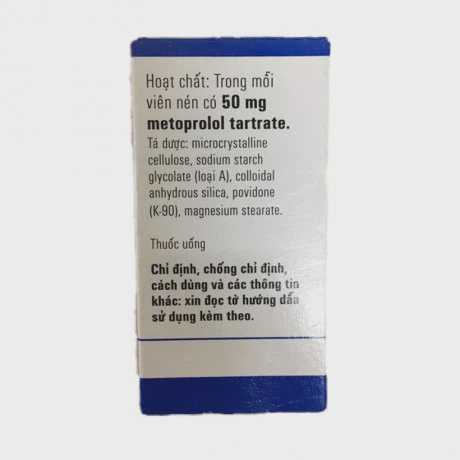 Hoạt chất: Trong mỗi
viên nén có 50 mg
metoprolol tartrate.
Tá dược: microcrystalline
cellulose, sodium starch
glycolate (loại A), colloidal
anhydrous silica, povidone
(K-90), magnesium stearate.
Thuốc uống
Chỉ định, chống chỉ định,
cách dùng và các thông tin
khác: xin đọc tờ hướng dẫn
sử dụng kèm theo.